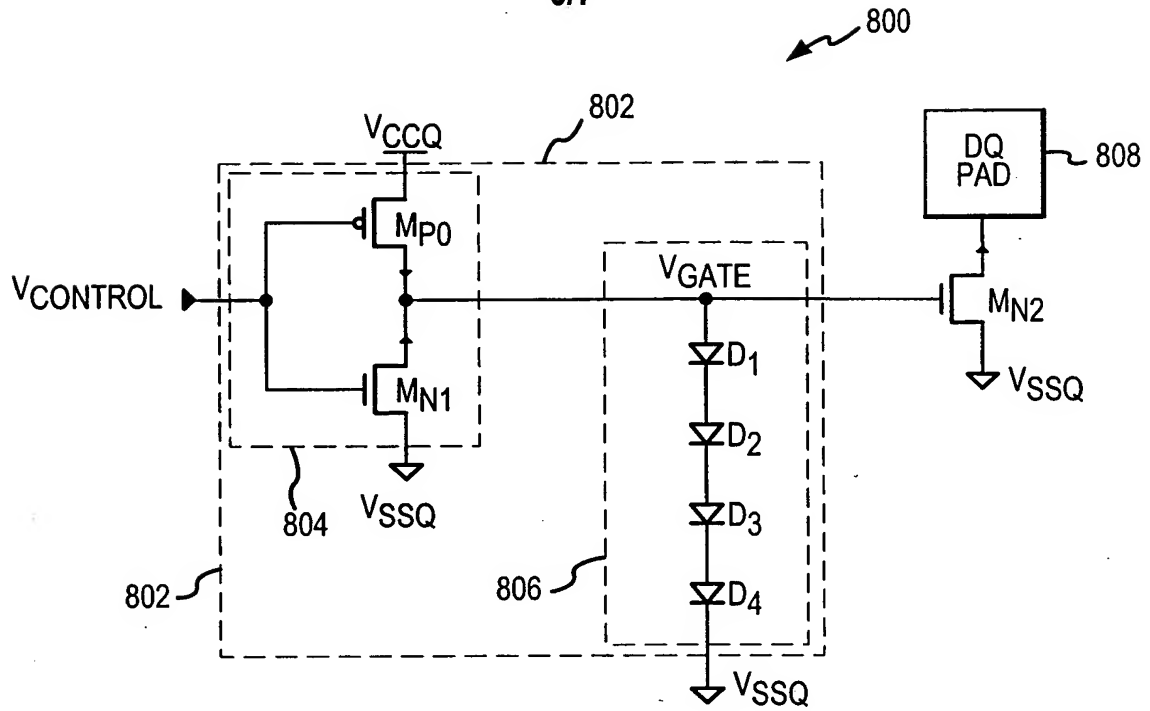 800
802
VCCQ
DQ
PAD
808
MP0
VGATE
VCONTROL
MN2
D1
MN1
VSSQ
D2
VSSQ
804
D3
802
806
D4
VSSQ